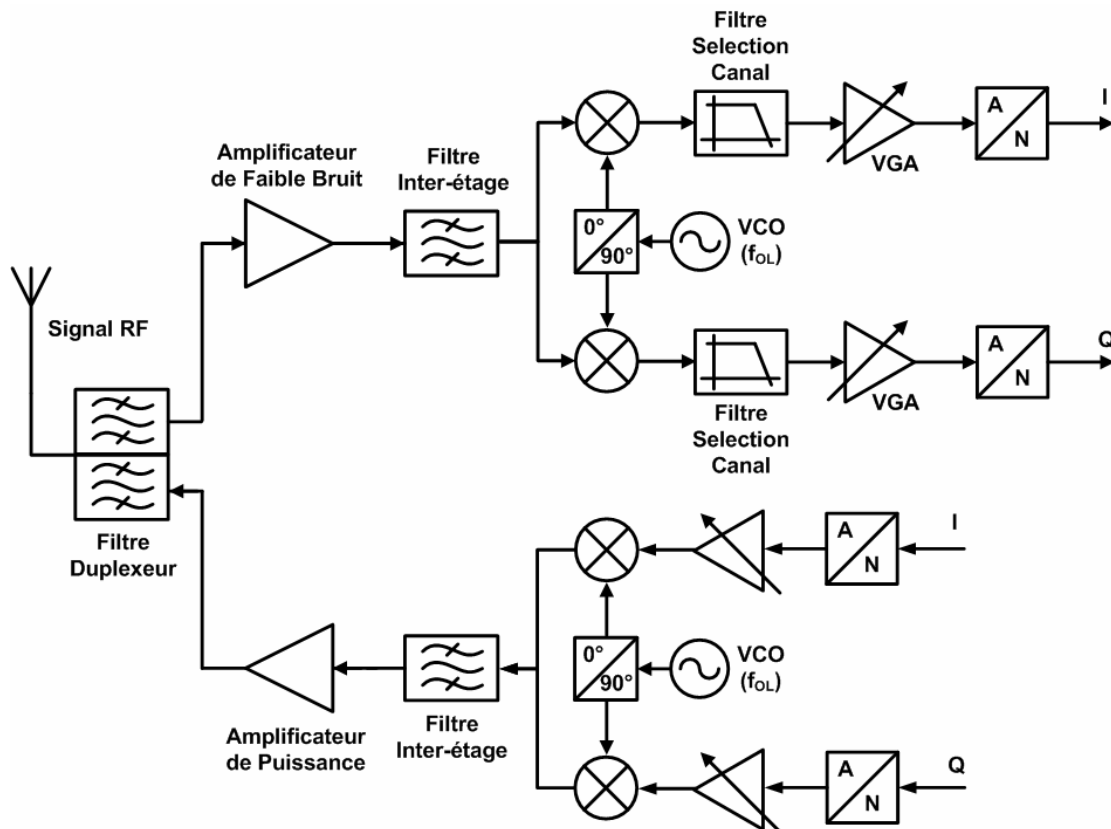 Filtre
Selection
Canal
I
A
N
VGA
Amplificateur
de Faible Bruit
Filtre
Inter-étage
0°
90°
VCO
(fOL)
Signal RF
Q
A
N
VGA
Filtre
Selection
Canal
Filtre
Duplexeur
I
A
N
0°
90°
VCO
(fOL)
Amplificateur
de Puissance
Filtre
Inter-étage
Q
A
N